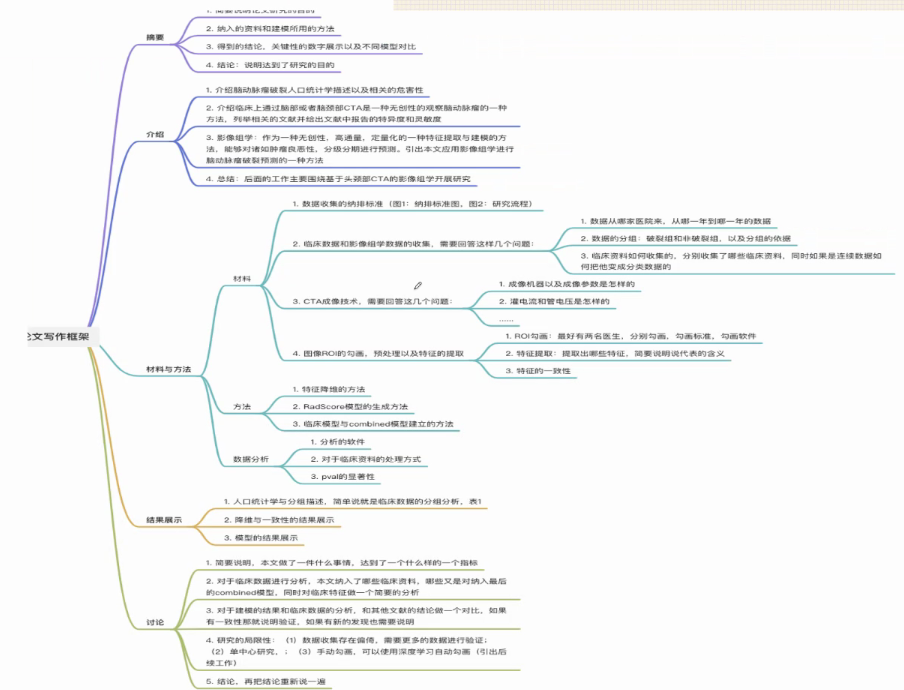 摘要
1. 简要说明论文研究的目的
2. 纳入的资料和建模所用的方法
3. 得到的结论，关键性的数字展示以及不同模型对比
4. 结论：说明达到了研究的目的
介绍
1. 介绍脑动脉瘤破裂人口统计学描述以及相关的危害性
2. 介绍临床上通过脑部或者脑颈部CTA是一种无创性的观察脑动脉瘤的一种
方法，列举相关的文献并给出文献中报告的特异度和灵敏度
3. 影像组学：作为一种无创性，高通量，定量化的一种特征提取与建模的方
法，能够对诸如肿瘤良恶性，分级分期进行预测。引出本文应用影像组学进行
脑动脉瘤破裂预测的一种方法
4. 总结：后面的工作主要围绕基于头颈部CTA的影像组学开展研究
论文写作框架
材料与方法
材料
1. 数据收集的纳排标准（图1：纳排标准图，图2：研究流程）
2. 临床数据和影像组学数据的收集，需要回答这样几个问题：
1. 数据从哪家医院来，从哪一年到哪一年的数据
2. 数据的分组：破裂组和非破裂组，以及分组的依据
3. 临床资料如何收集的，分别收集了哪些临床资料，同时如果是连续数据如
何把他变成分类数据的
3. CTA成像技术，需要回答这几个问题：
1. 成像机器以及成像参数是怎样的
2. 灌电流和管电压是怎样的
......
4. 图像ROI的勾画，预处理以及特征的提取
1. ROI勾画：最好有两名医生，分别勾画，勾画标准，勾画软件
2. 特征提取：提取出哪些特征，简要说说代表的含义
3. 特征的一致性
方法
1. 特征降维的方法
2. RadScore模型的生成方法
3. 临床模型与combined模型建立的方法
数据分析
1. 分析的软件
2. 对于临床资料的处理方式
3. pval的显著性
结果展示
1. 人口统计学与分组描述，简单说就是临床数据的分组分析，表1
2. 降维与一致性的结果展示
3. 模型的结果展示
讨论
1. 简要说明，本文做了一件什么事情，达到了一个什么样的一个指标
2. 对于临床数据进行分析，本文纳入了哪些临床资料，哪些又是对纳入最后
的combined模型，同时对临床特征做一个简要的分析
3. 对于建模的结果和临床数据的分析，和其他文献的结论做一个对比，如果
有一致性那就说明验证，如果有新的发现也需要说明
4. 研究的局限性：（1）数据收集存在偏倚，需要更多的数据进行验证；
（2）单中心研究，；（3）手动勾画，可以使用深度学习自动勾画（引出后
续工作）
5. 结论，再把结论重新说一遍